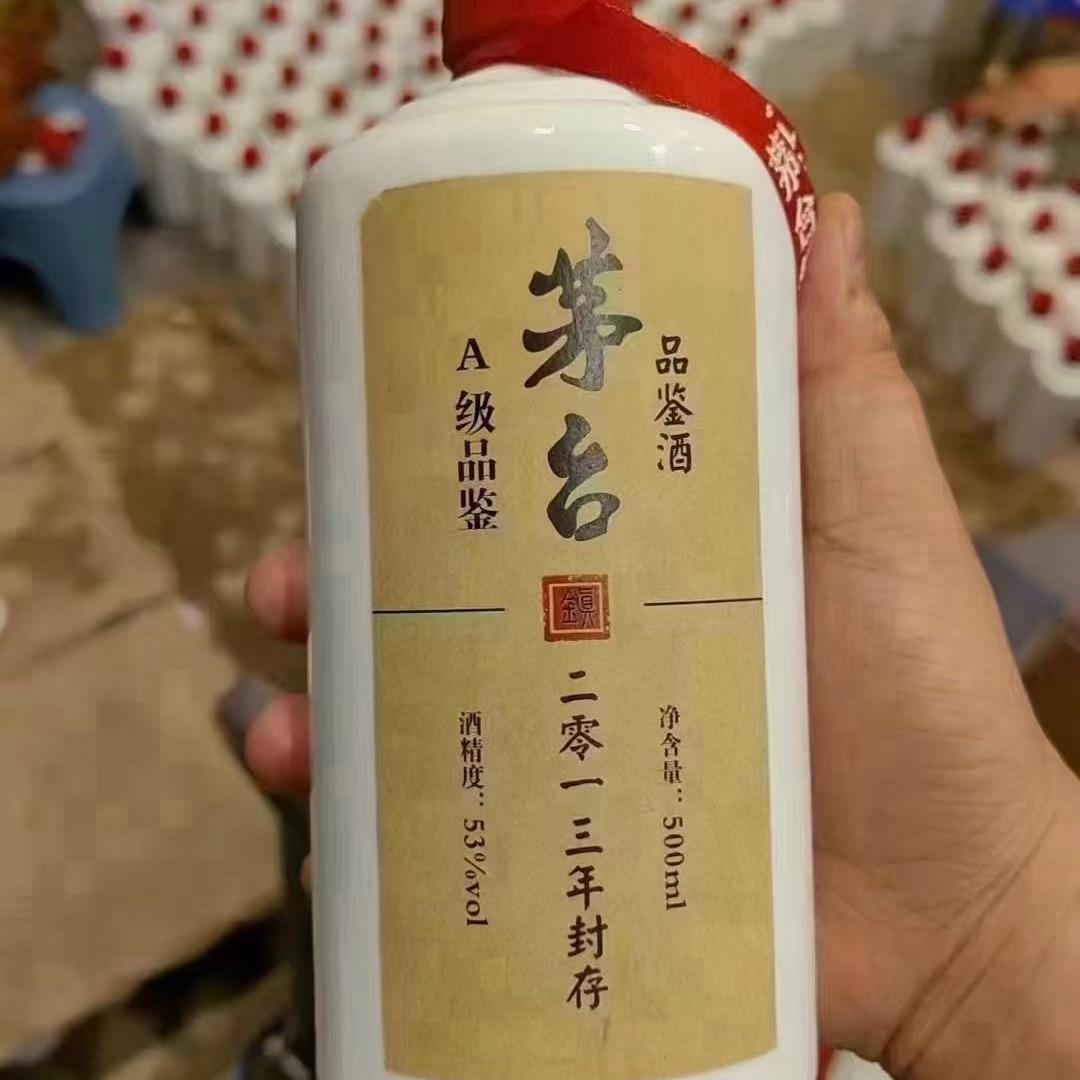 品鉴酒
茅台
鎮
A级品鉴
净含量：500ml
二零一三年封存
酒精度：53%vol